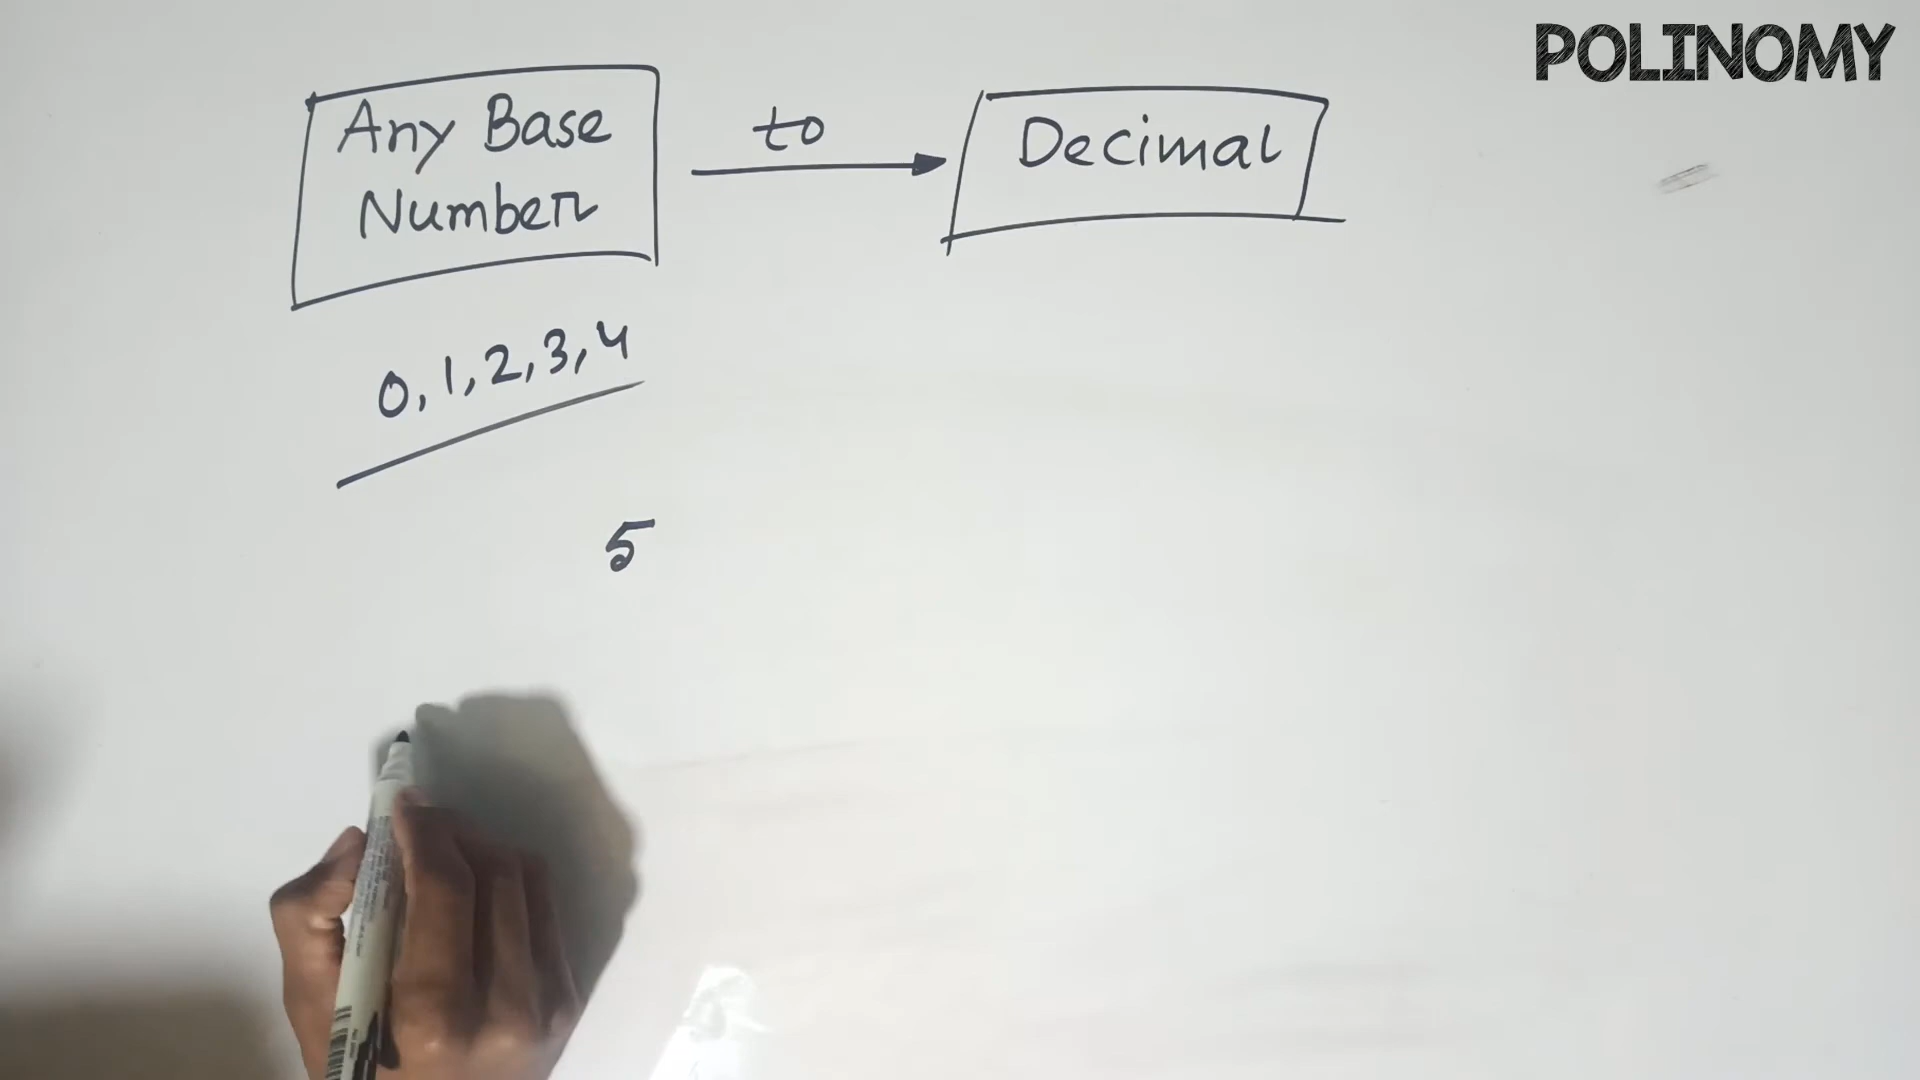 POLINOMY
Any Base
Number
to
Decimal
0, 1, 2, 3, 4
5